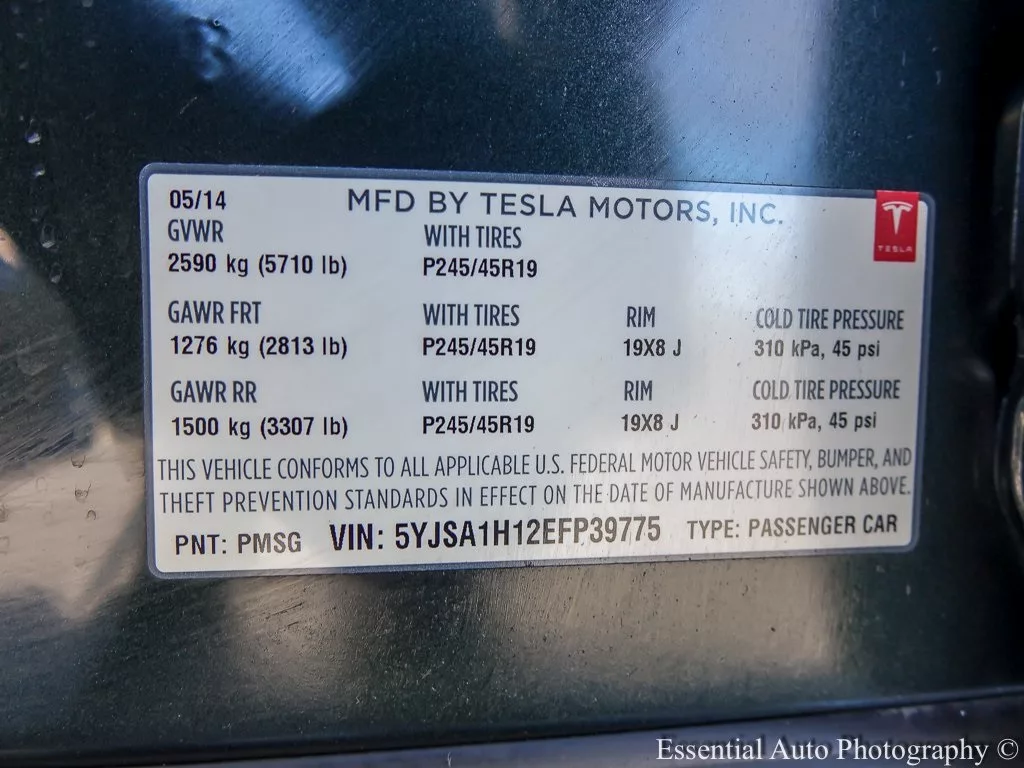 05/14 MFD BY TESLA MOTORS, INC.
TESLA
GVWR WITH TIRES
2590 kg (5710 lb) P245/45R19
GAWR FRT WITH TIRES RIM COLD TIRE PRESSURE
1276 kg (2813 lb) P245/45R19 19X8 J 310 kPa, 45 psi
GAWR RR WITH TIRES RIM COLD TIRE PRESSURE
1500 kg (3307 lb) P245/45R19 19X8 J 310 kPa, 45 psi
THIS VEHICLE CONFORMS TO ALL APPLICABLE U.S. FEDERAL MOTOR VEHICLE SAFETY, BUMPER, AND
THEFT PREVENTION STANDARDS IN EFFECT ON THE DATE OF MANUFACTURE SHOWN ABOVE.
PNT: PMSG VIN: 5YJSA1H12EFP39775 TYPE: PASSENGER CAR
Essential Auto Photography ©